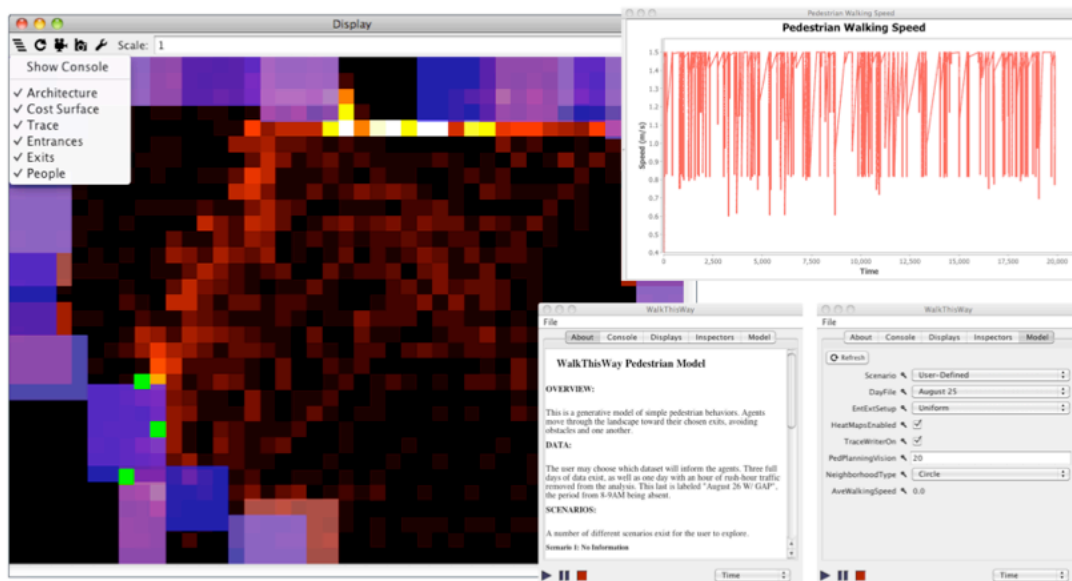 Display
Scale: 1
Show Console
✓ Architecture
✓ Cost Surface
✓ Trace
✓ Entrances
✓ Exits
✓ People
Pedestrian Walking Speed
Pedestrian Walking Speed
Speed (m/s)
1.5
1.4
1.3
1.2
1.1
1.0
0.9
0.8
0.7
0.6
0.5
0.4
0 2,500 5,000 7,500 10,000 12,500 15,000 17,500 20,000
Time
WalkThisWay
File
About Console Displays Inspectors Model
WalkThisWay Pedestrian Model
OVERVIEW:
This is a generative model of simple pedestrian behaviors. Agents
move through the landscape toward their chosen exits, avoiding
obstacles and one another.
DATA:
The user may choose which dataset will inform the agents. Three full
days of data exist, as well as one day with an hour of rush-hour traffic
removed from the analysis. This last is labeled "August 26 W/ GAP",
the period from 8-9AM being absent.
SCENARIOS:
A number of different scenarios exist for the user to explore.
Scenario 1: No Information
Time
WalkThisWay
File
About Console Displays Inspectors Model
Refresh
Scenario User-Defined
DayFile August 25
EntExtSetup Uniform
HeatMapsEnabled ✓
TraceWriterOn ✓
PedPlanningVision 20
NeighborhoodType Circle
AveWalkingSpeed 0.0
Time